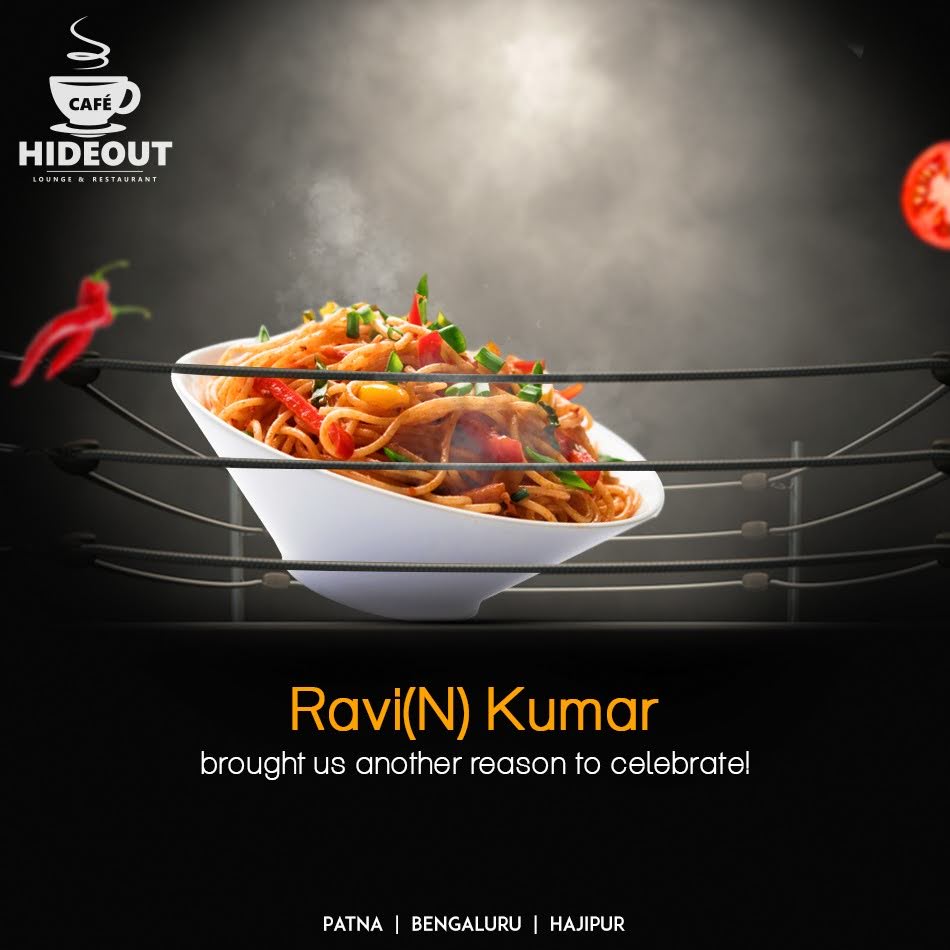 CAFÉ
HIDEOUT
LOUNGE & RESTAURANT
Ravi(N) Kumar
brought us another reason to celebrate!
PATNA | BENGALURU | HAJIPUR